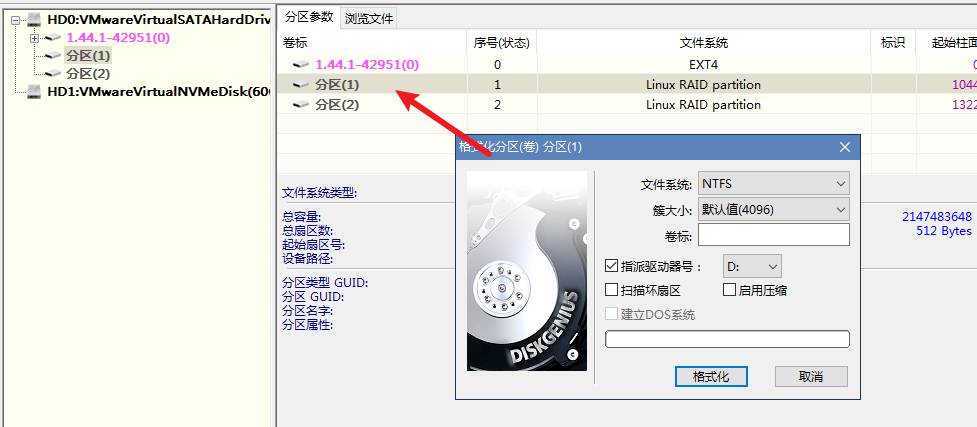 HD0:VMwareVirtualSATAHardDriv
1.44.1-42951(0)
分区(1)
分区(2)
HD1:VMwareVirtualNVMeDisk(60G
分区参数 浏览文件
卷标 序号(状态) 文件系统 标识 起始柱面
1.44.1-42951(0) 0 EXT4 0
分区(1) 1 Linux RAID partition 1044
分区(2) 2 Linux RAID partition 1322
文件系统类型:
总容量: 2147483648
总扇区数: 512 Bytes
起始扇区号:
设备路径:
分区类型 GUID:
分区 GUID:
分区名字:
分区属性:
格式化分区(卷) 分区(1)
文件系统: NTFS
簇大小: 默认值(4096)
卷标:
指派驱动器号: D:
扫描坏扇区 启用压缩
建立DOS系统
DISKGENIUS
格式化 取消